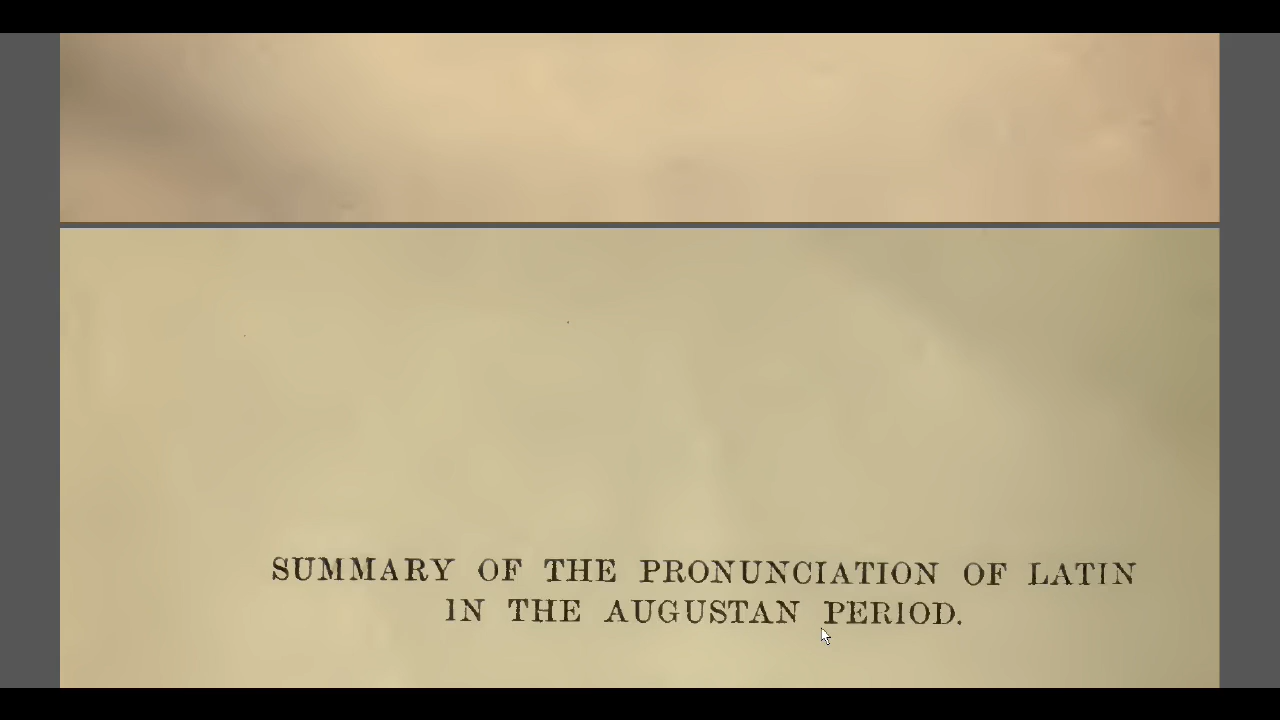 SUMMARY OF THE PRONUNCIATION OF LATIN
IN THE AUGUSTAN PERIOD.